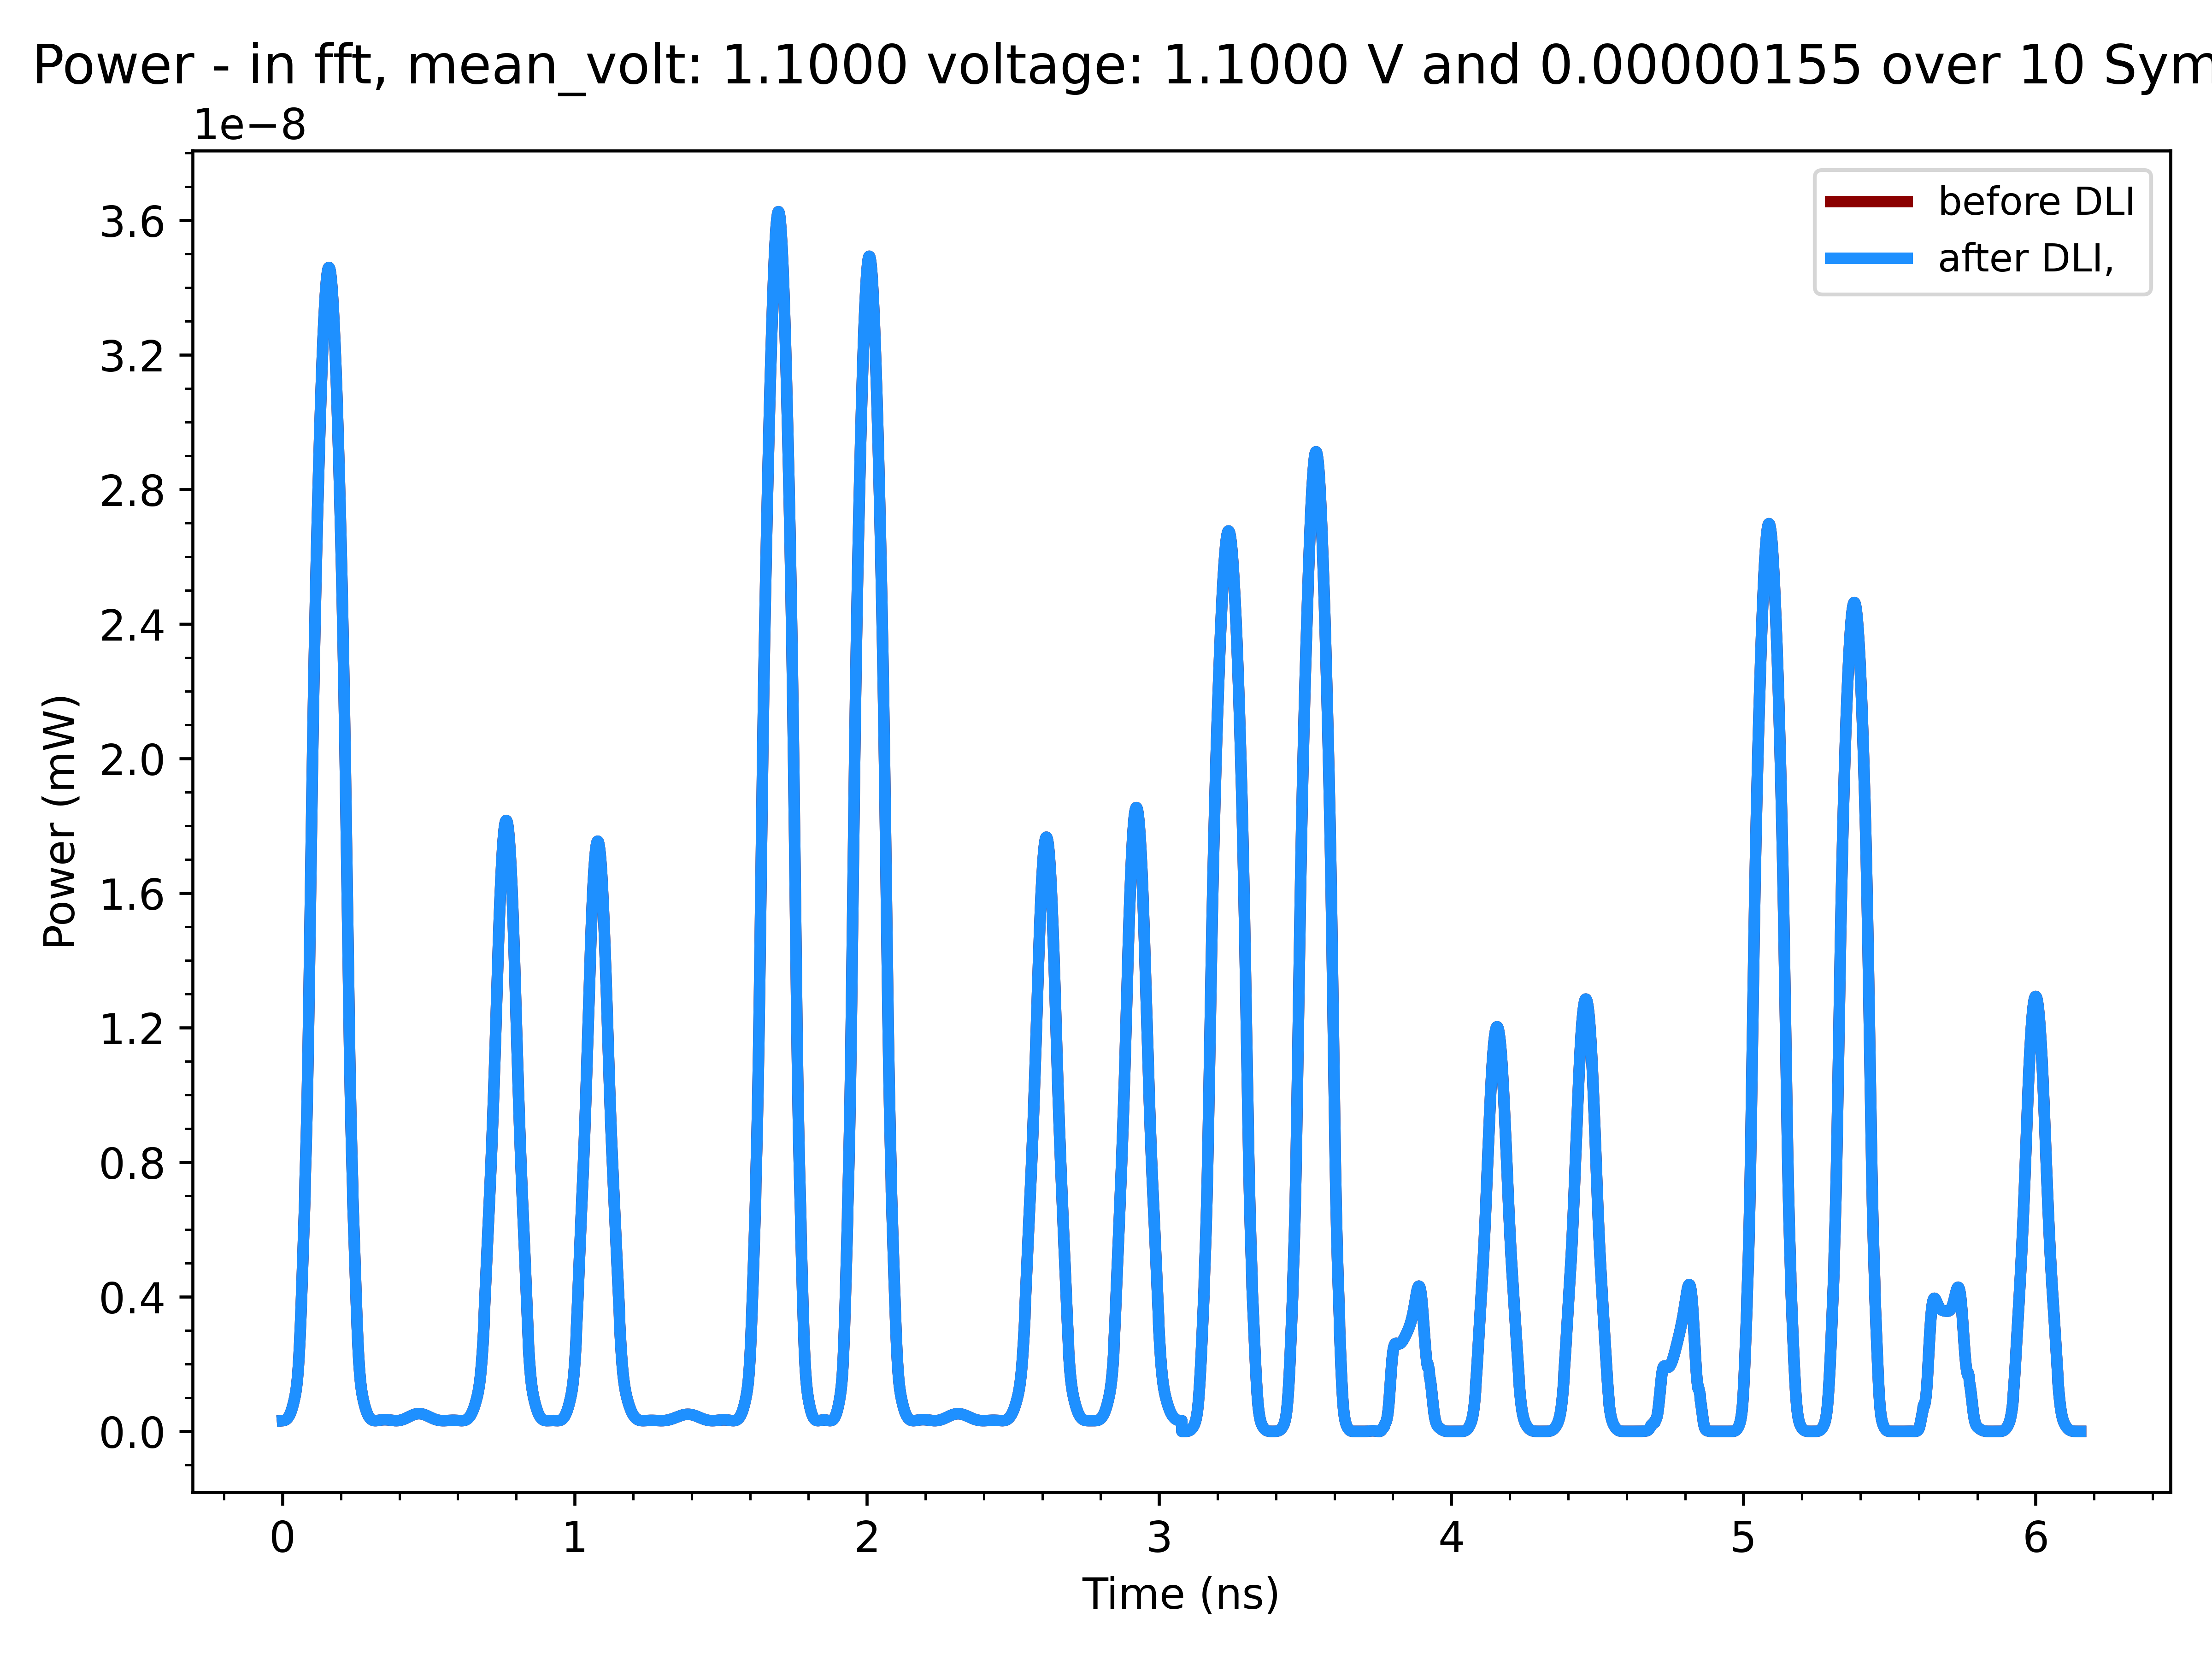 Power - in fft, mean_volt: 1.1000 voltage: 1.1000 V and 0.00000155 over 10 Sym
1e−8
before DLI
after DLI,
3.6
3.2
2.8
2.4
2.0
1.6
1.2
0.8
0.4
0.0
Power (mW)
0 1 2 3 4 5 6
Time (ns)